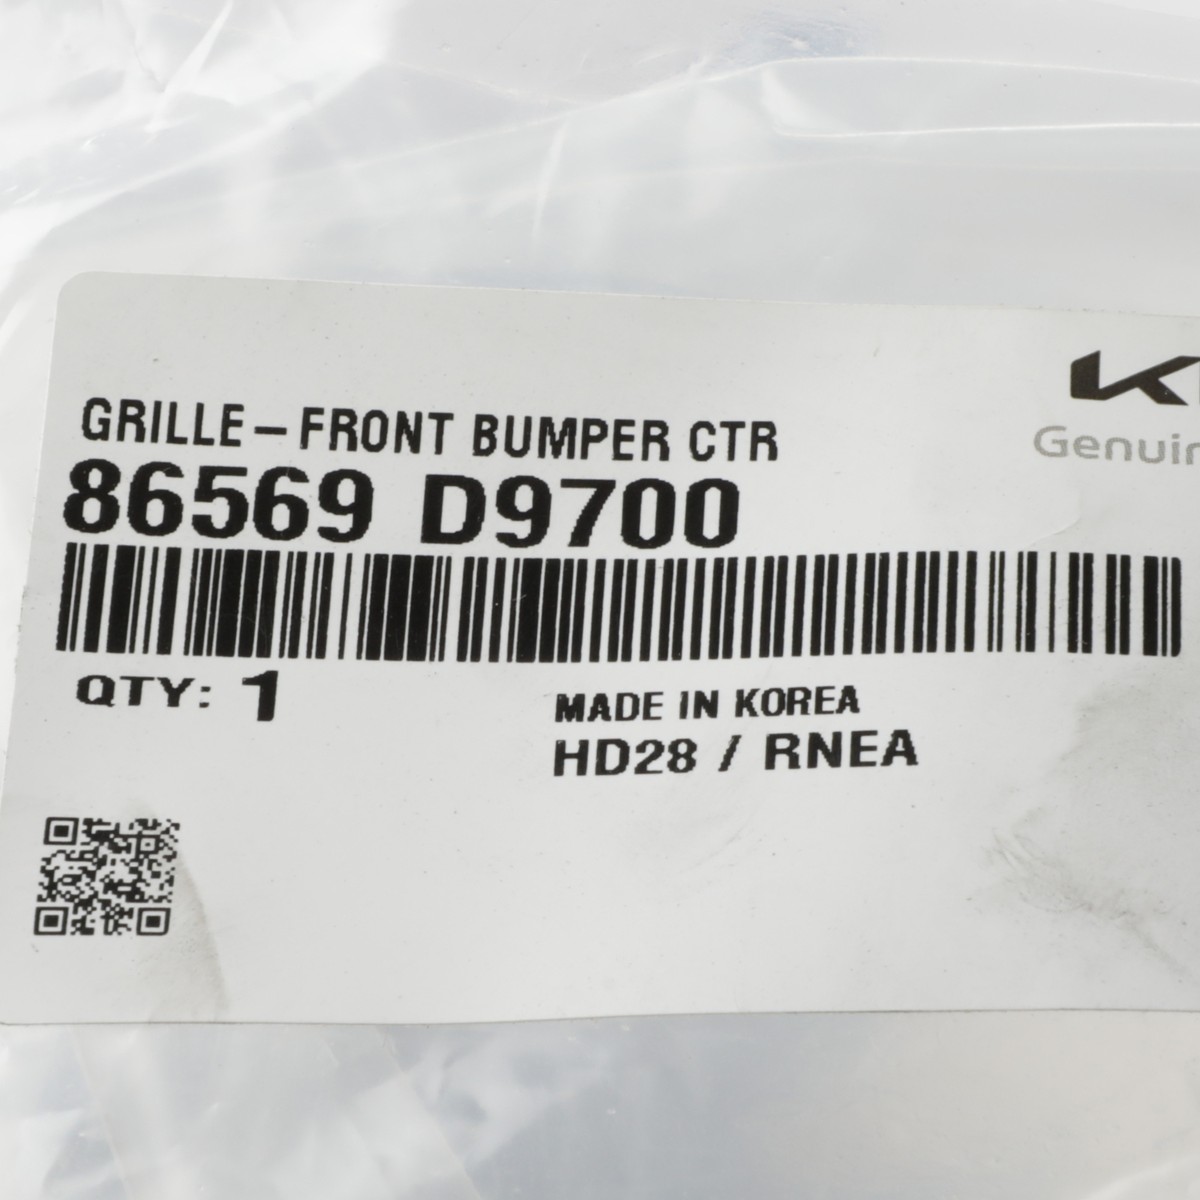 GRILLE-FRONT BUMPER CTR
86569 D9700
QTY: 1
MADE IN KOREA
HD28 / RNEA